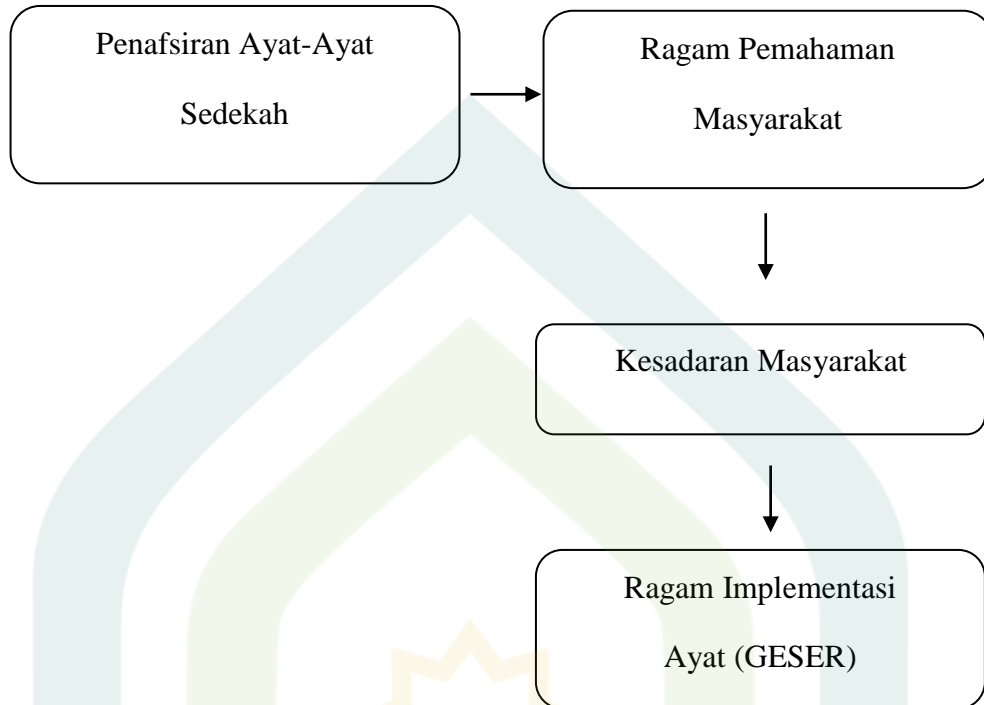 Penafsiran Ayat-Ayat
Sedekah
Ragam Pemahaman
Masyarakat
Kesadaran Masyarakat
Ragam Implementasi
Ayat (GESER)